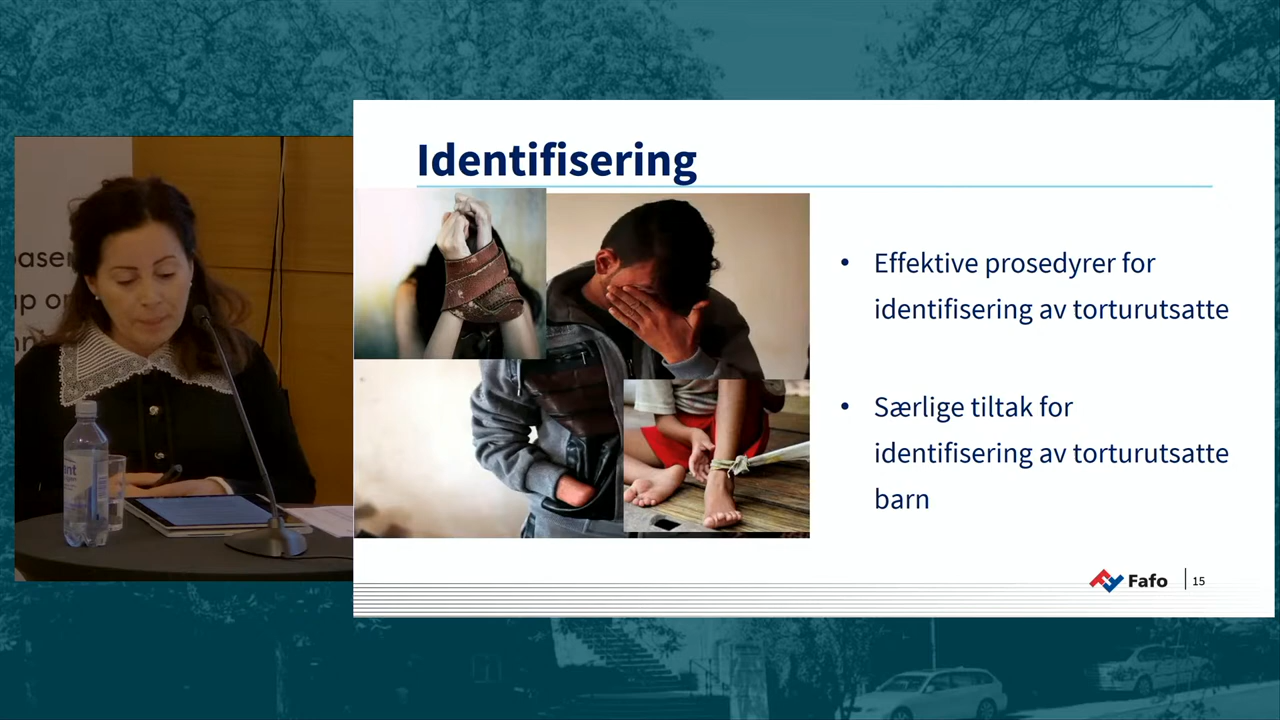 Identifisering
• Effektive prosedyrer for
identifisering av torturutsatte
• Særlige tiltak for
identifisering av torturutsatte
barn
Fafo
15